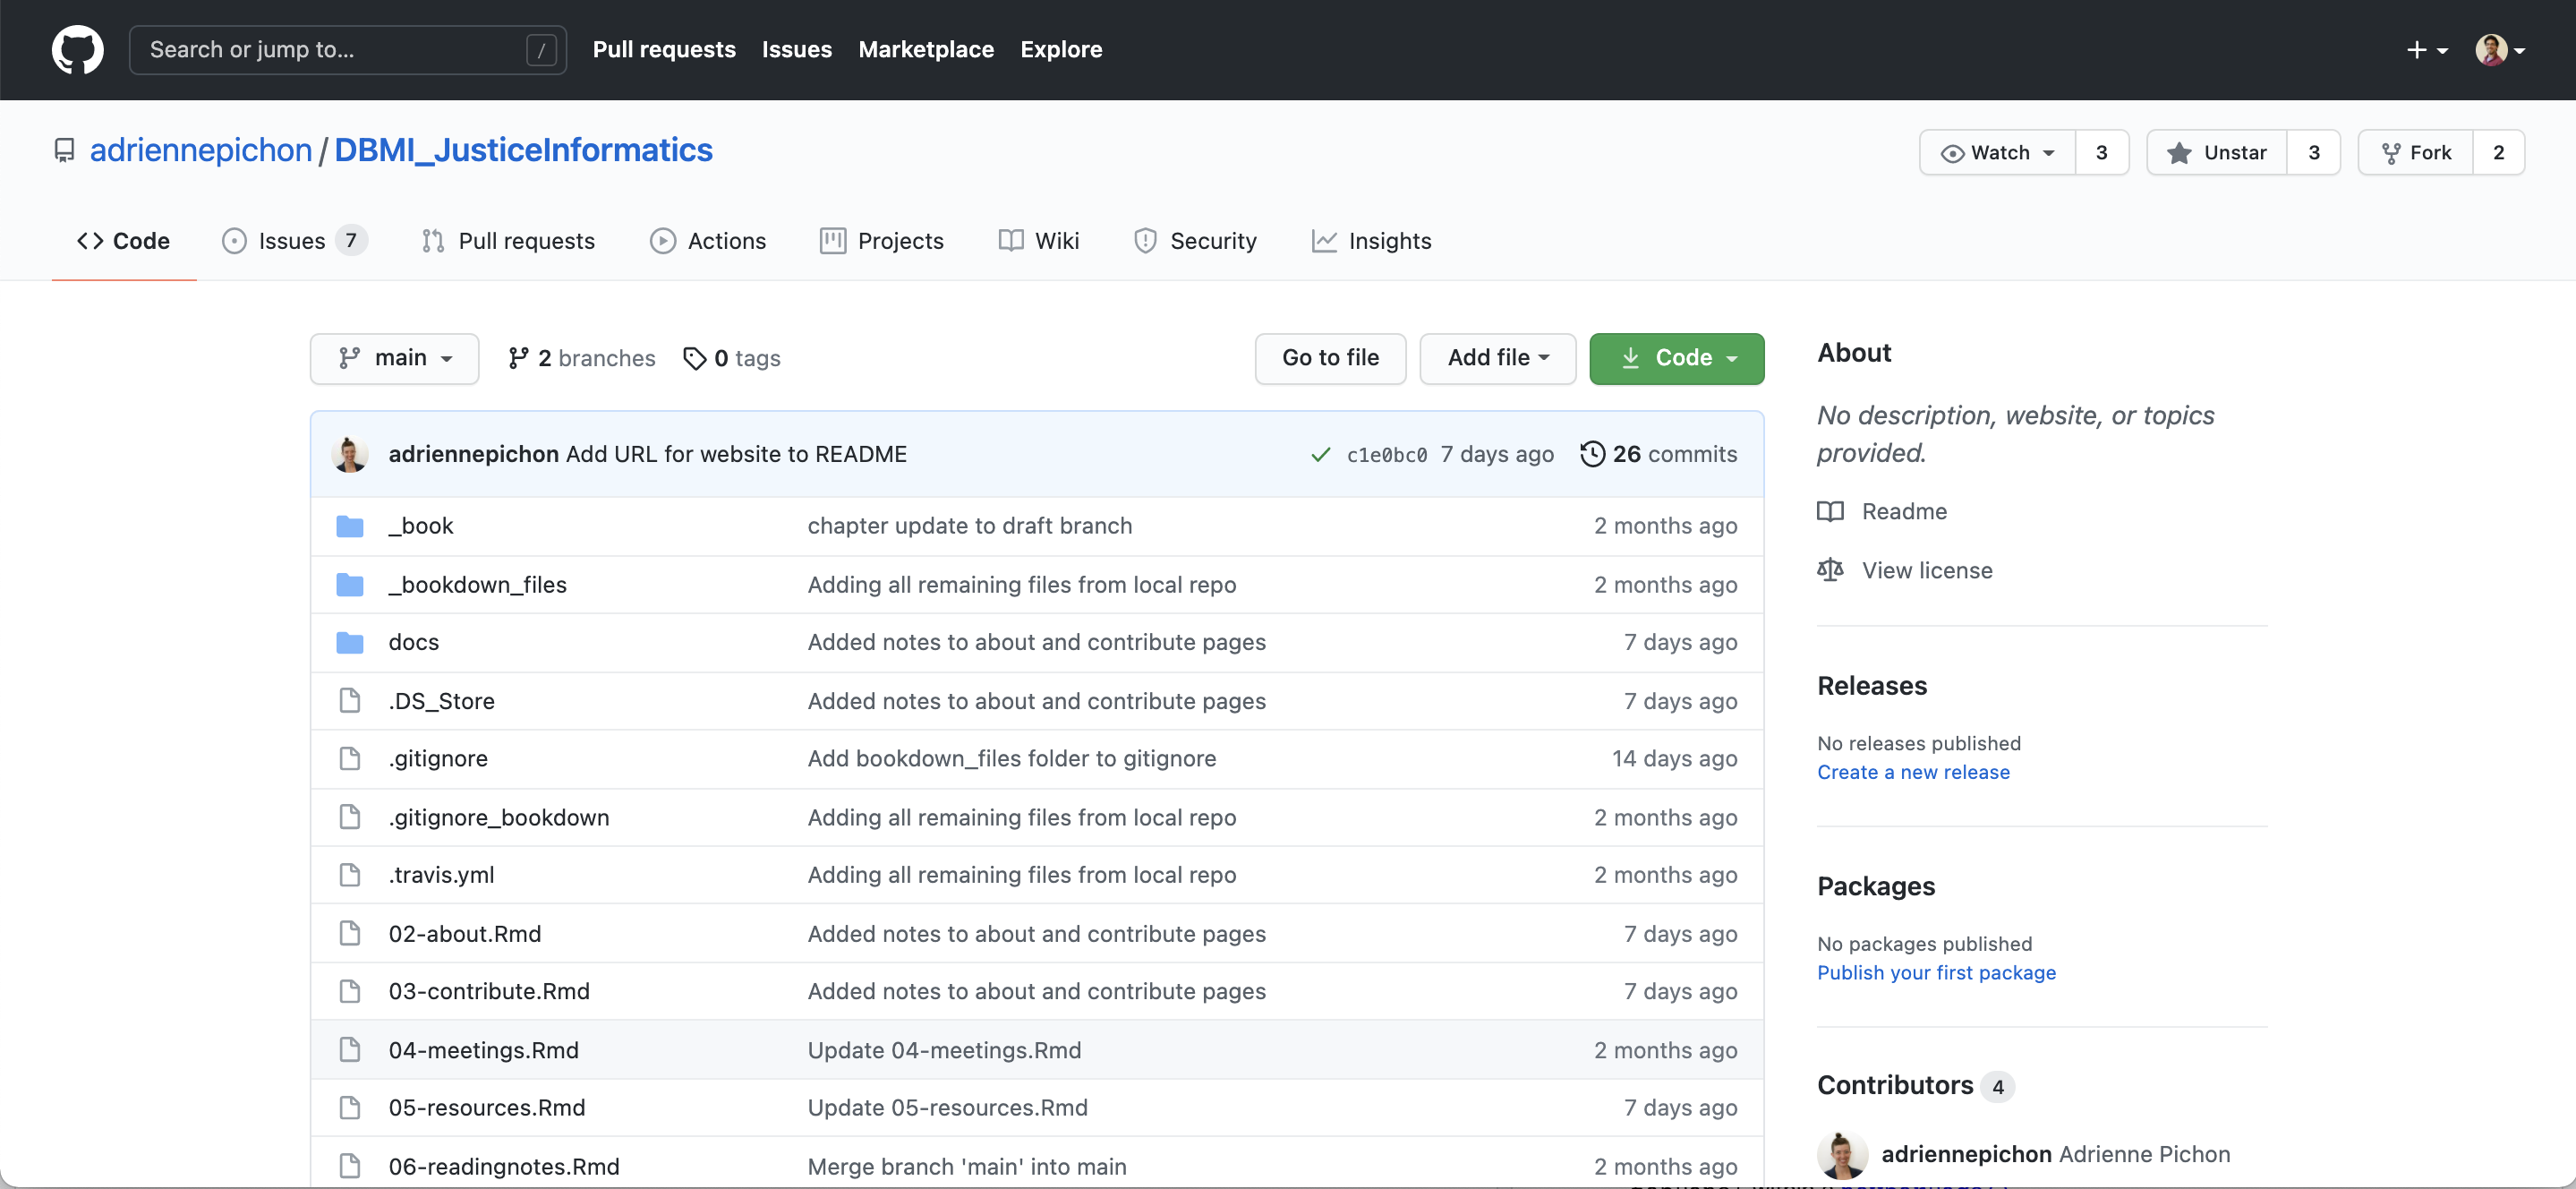 Search or jump to... /
Pull requests Issues Marketplace Explore
adriennepichon / DBMI_JusticeInformatics
Watch 3 Unstar 3 Fork 2
Code Issues 7 Pull requests Actions Projects Wiki Security Insights
main 2 branches 0 tags Go to file Add file Code
adriennepichon Add URL for website to README c1e0bc0 7 days ago 26 commits
_book chapter update to draft branch 2 months ago
_bookdown_files Adding all remaining files from local repo 2 months ago
docs Added notes to about and contribute pages 7 days ago
.DS_Store Added notes to about and contribute pages 7 days ago
.gitignore Add bookdown_files folder to gitignore 14 days ago
.gitignore_bookdown Adding all remaining files from local repo 2 months ago
.travis.yml Adding all remaining files from local repo 2 months ago
02-about.Rmd Added notes to about and contribute pages 7 days ago
03-contribute.Rmd Added notes to about and contribute pages 7 days ago
04-meetings.Rmd Update 04-meetings.Rmd 2 months ago
05-resources.Rmd Update 05-resources.Rmd 7 days ago
06-readingnotes.Rmd Merge branch 'main' into main 2 months ago
About
No description, website, or topics
provided.
Readme
View license
Releases
No releases published
Create a new release
Packages
No packages published
Publish your first package
Contributors 4
adriennepichon Adrienne Pichon